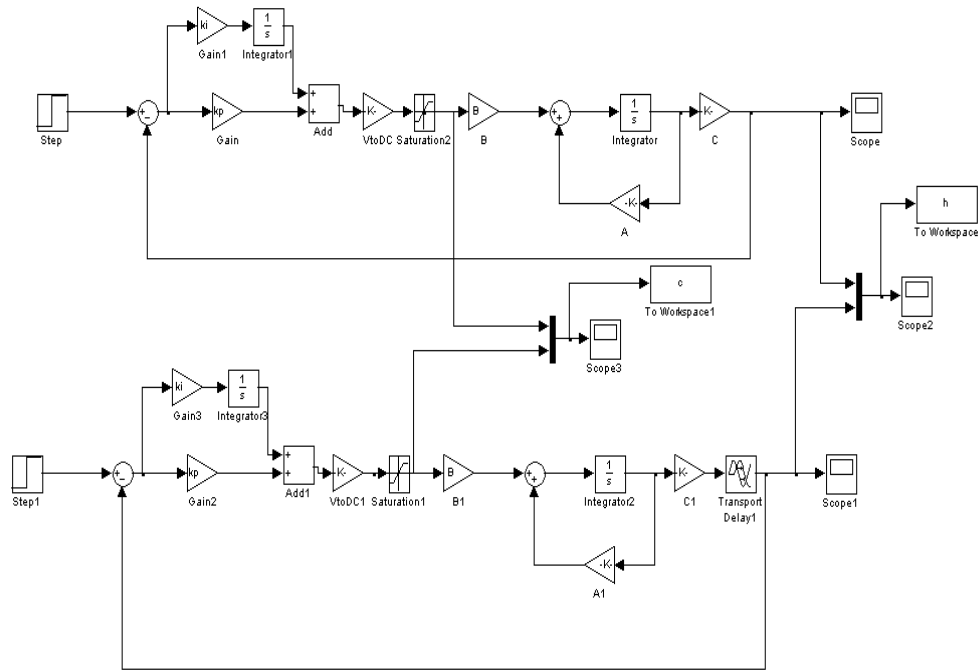 ki
1
s
Gain1
Integrator1
Step
+
−
kp
Gain
+
+
Add
K-
VtoDC
Saturation2
B
B
+
+
1
s
Integrator
K-
C
Scope
-K-
A
h
To Workspace
c
To Workspace1
Scope2
Scope3
ki
1
s
Gain3
Integrator3
Step1
+
−
kp
Gain2
+
+
Add1
K-
VtoDC1
Saturation1
B
B1
+
+
1
s
Integrator2
K-
C1
Transport
Delay1
Scope1
-K-
A1